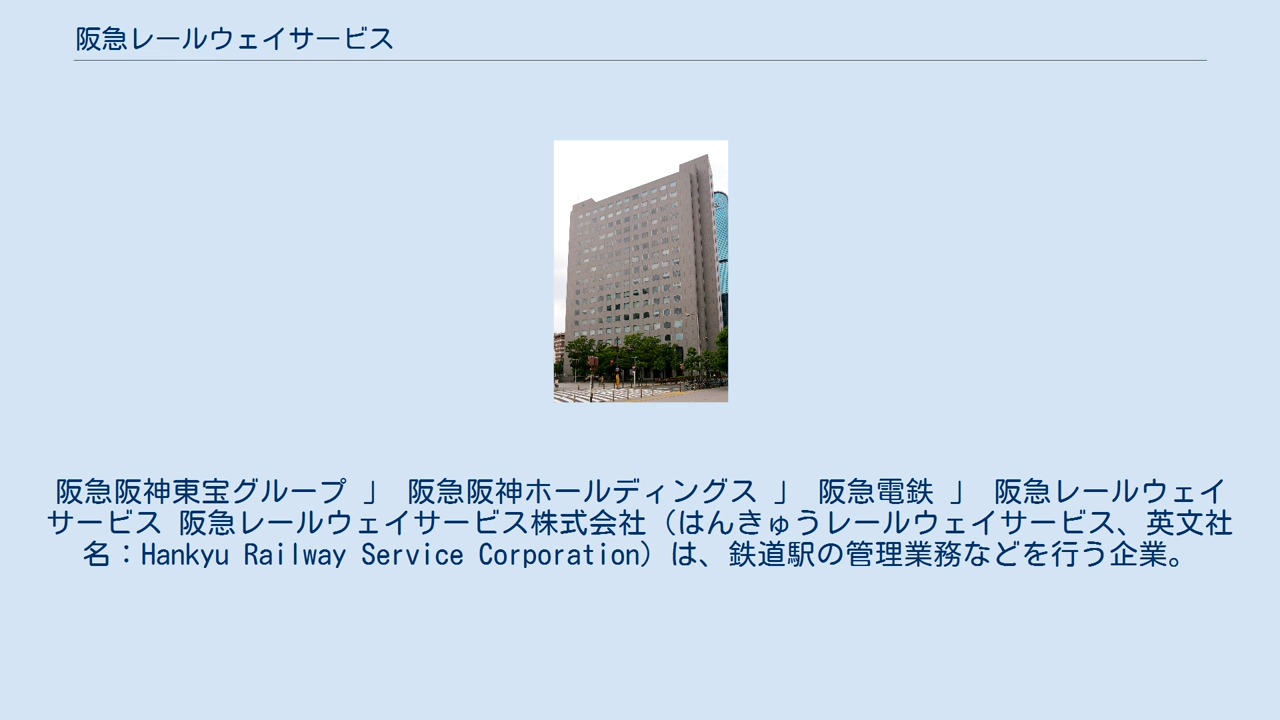 阪急レールウェイサービス
阪急阪神東宝グループ 」 阪急阪神ホールディングス 」 阪急電鉄 」 阪急レールウェイ
サービス 阪急レールウェイサービス株式会社（はんきゅうレールウェイサービス、英文社
名：Hankyu Railway Service Corporation）は、鉄道駅の管理業務などを行う企業。